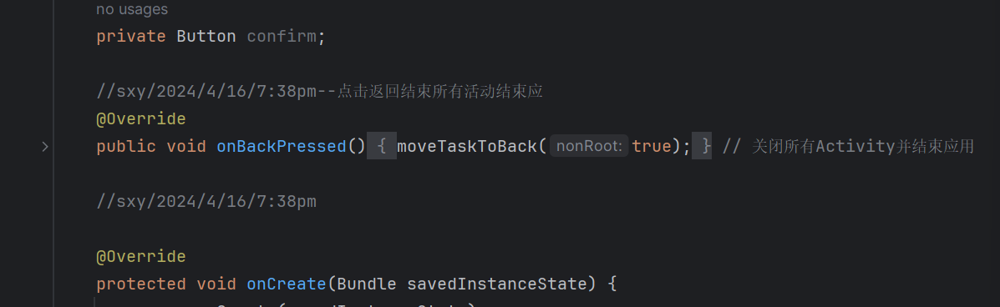 no usages
private Button confirm;
//sxy/2024/4/16/7:38pm--点击返回结束所有活动结束应
@Override
public void onBackPressed() { moveTaskToBack( nonRoot: true); } // 关闭所有Activity并结束应用
//sxy/2024/4/16/7:38pm
@Override
protected void onCreate(Bundle savedInstanceState) {